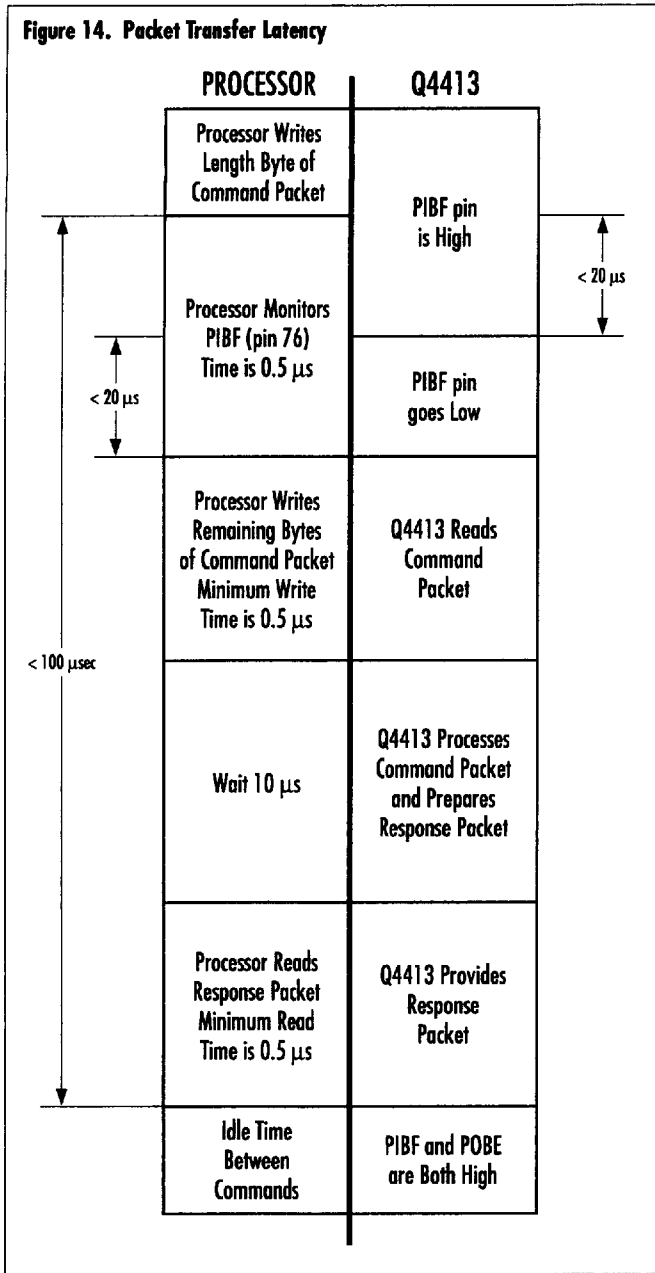 Figure 14. Packet Transfer Latency
PROCESSOR
Q4413
Processor Writes
Length Byte of
Command Packet
PIBF pin
is High
< 20 µs
Processor Monitors
PIBF (pin 76)
Time is 0.5 µs
< 20 µs
PIBF pin
goes Low
Processor Writes
Remaining Bytes
of Command Packet
Minimum Write
Time is 0.5 µs
Q4413 Reads
Command
Packet
< 100 µsec
Wait 10 µs
Q4413 Processes
Command Packet
and Prepares
Response Packet
Processor Reads
Response Packet
Minimum Read
Time is 0.5 µs
Q4413 Provides
Response
Packet
Idle Time
Between
Commands
PIBF and POBE
are Both High